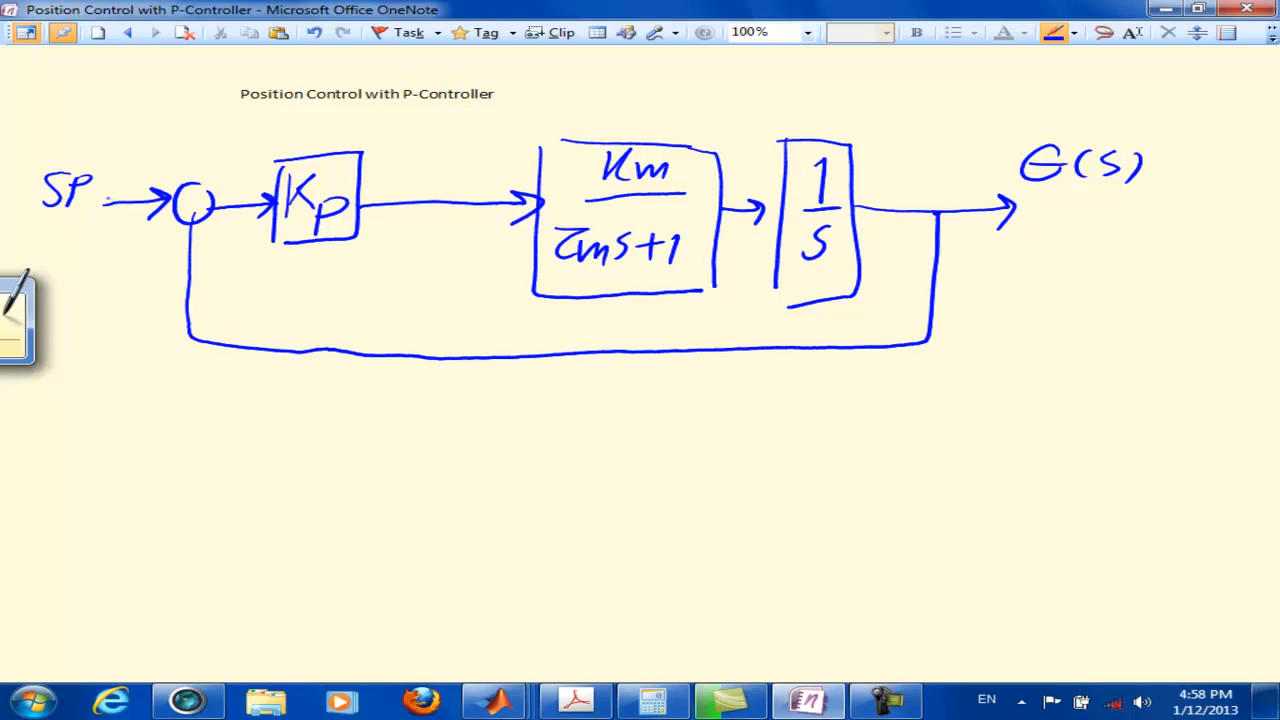 Position Control with P-Controller - Microsoft Office OneNote
Task Tag Clip 100% B A A
Position Control with P-Controller
SP Kp Km 1 Θ(s)
τms+1 s
EN 4:58 PM
1/12/2013